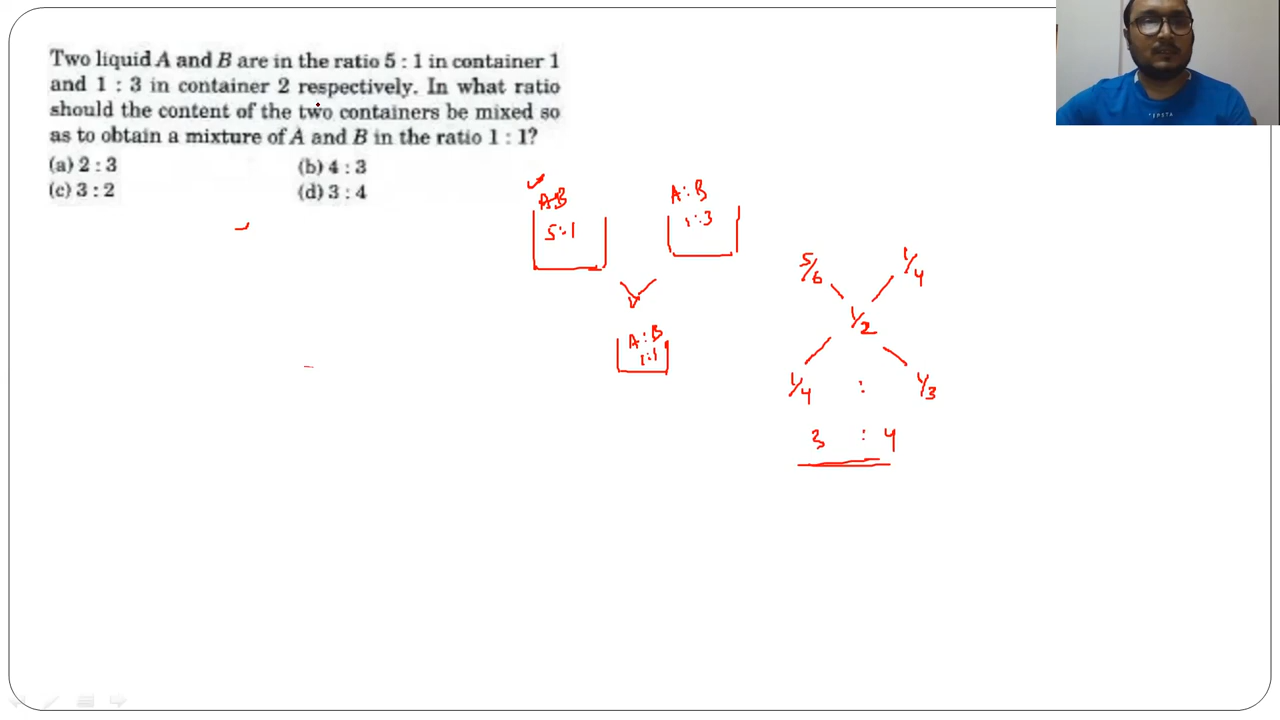 Two liquid A and B are in the ratio 5 : 1 in container 1
and 1 : 3 in container 2 respectively. In what ratio
should the content of the two containers be mixed so
as to obtain a mixture of A and B in the ratio 1 : 1?
(a) 2 : 3 (b) 4 : 3
(c) 3 : 2 (d) 3 : 4
A:B
5:1
A:B
1:3
A:B
1:1
5/6 1/4
1/2
1/4 : 1/3
3 : 4